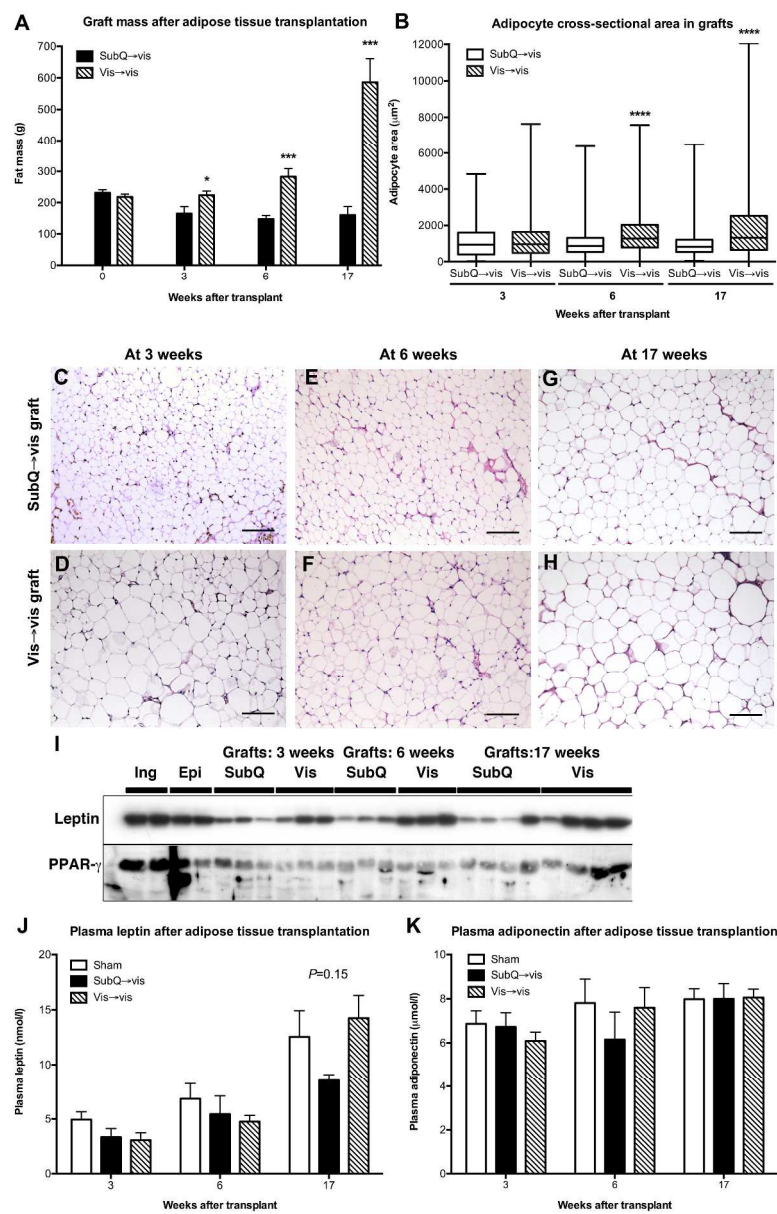 A
Graft mass after adipose tissue transplantation
SubQ→vis
Vis→vis
Fat mass (g)
700
600
500
400
300
200
100
0
*
***
***
0 3 6 17
Weeks after transplant
B
Adipocyte cross-sectional area in grafts
SubQ→vis
Vis→vis
Adipocyte area (μm²)
12000
10000
8000
6000
4000
2000
0
****
****
SubQ→vis Vis→vis SubQ→vis Vis→vis SubQ→vis Vis→vis
3 6 17
Weeks after transplant
At 3 weeks At 6 weeks At 17 weeks
SubQ→vis graft
C E G
Vis→vis graft
D F H
I
Grafts: 3 weeks Grafts: 6 weeks Grafts:17 weeks
Ing Epi SubQ Vis SubQ Vis SubQ Vis
Leptin
PPAR-γ
J
Plasma leptin after adipose tissue transplantation
Sham
SubQ→vis
Vis→vis
P=0.15
Plasma leptin (nmol/l)
20
15
10
5
0
3 6 17
Weeks after transplant
K
Plasma adiponectin after adipose tissue transplantion
Sham
SubQ→vis
Vis→vis
Plasma adiponectin (μmol/l)
10
8
6
4
2
0
3 6 17
Weeks after transplant